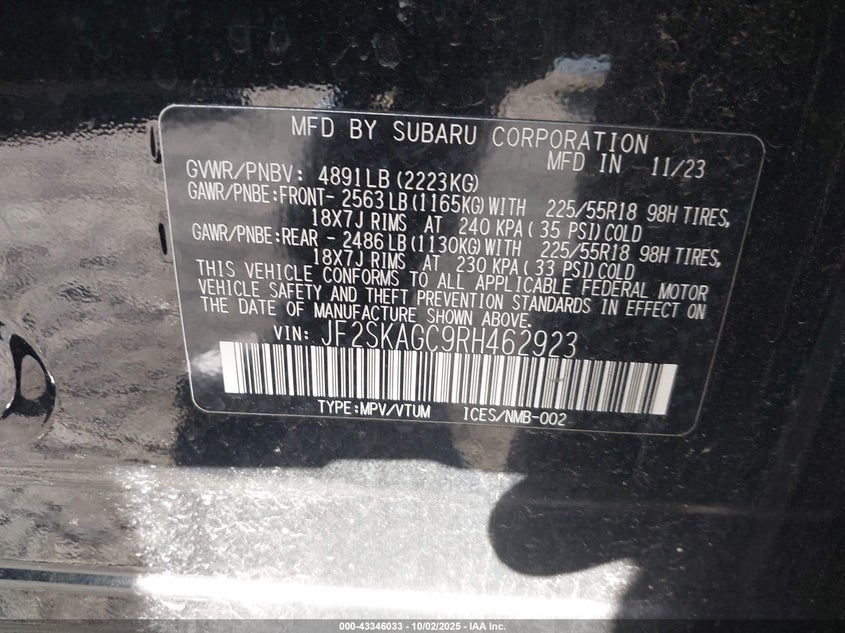 MFD BY SUBARU CORPORATION
MFD IN 11/23
GVWR/PNBV: 4891LB(2223KG)
GAWR/PNBE:FRONT- 2563LB(1165KG)WITH 225/55R18 98H TIRES,
18X7J RIMS AT 240 KPA( 35 PSI)COLD
GAWR/PNBE:REAR - 2486LB(1130KG)WITH 225/55R18 98H TIRES,
18X7J RIMS AT 230 KPA( 33 PSI)COLD
THIS VEHICLE CONFORMS TO ALL APPLICABLE FEDERAL MOTOR
VEHICLE SAFETY AND THEFT PREVENTION STANDARDS IN EFFECT ON
THE DATE OF MANUFACTURE SHOWN ABOVE.
VIN: JF2SKAGC9RH462923
TYPE:MPV/VTUM ICES/NMB-002
000-43346033 - 10/02/2025 - IAA Inc.